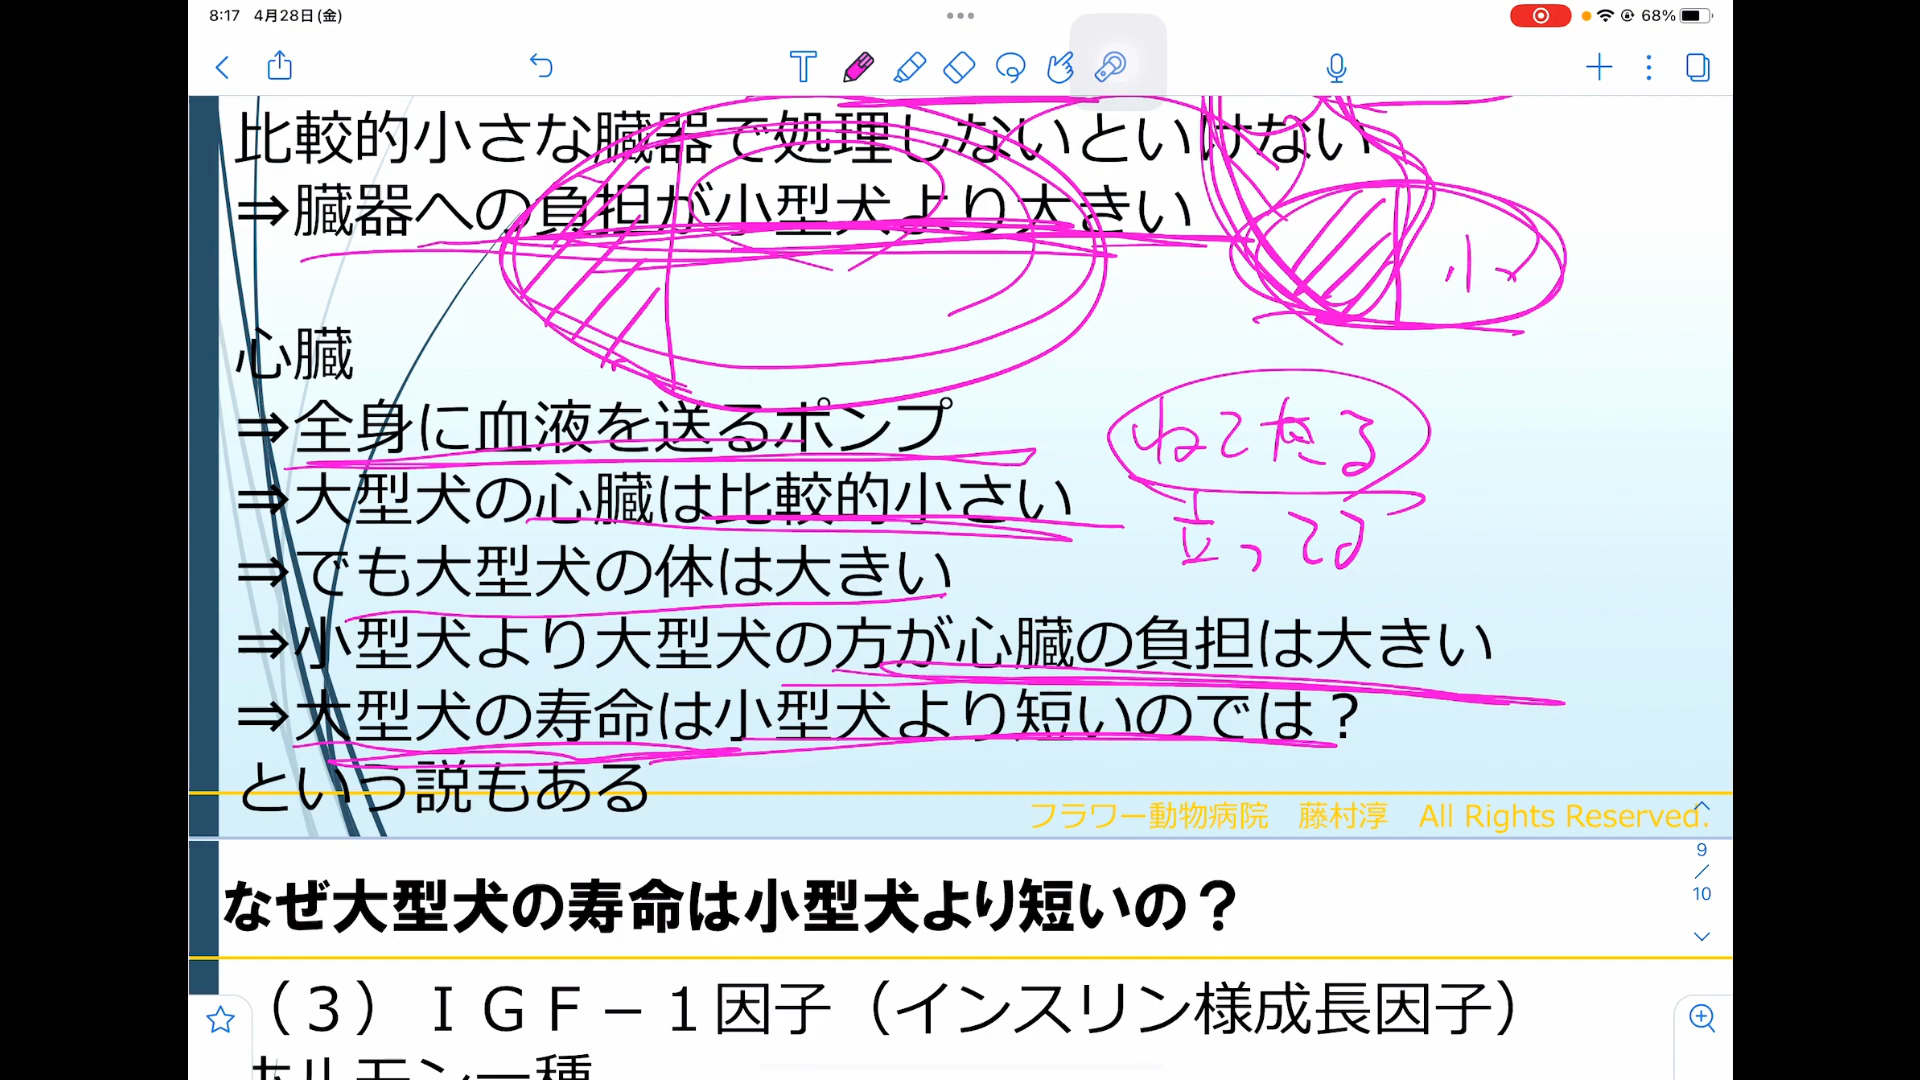 8:17 4月28日(金)
68%
比較的小さな臓器で処理しないといけない
⇒臓器への負担が小型犬より大きい
小
心臓
⇒全身に血液を送るポンプ
ねてたる
⇒大型犬の心臓は比較的小さい
立ってる
⇒でも大型犬の体は大きい
⇒小型犬より大型犬の方が心臓の負担は大きい
⇒大型犬の寿命は小型犬より短いのでは？
という説もある
フラワー動物病院　藤村淳　All Rights Reserved.
9
/
10
なぜ大型犬の寿命は小型犬より短いの？
（３）ＩＧＦ－１因子（インスリン様成長因子）
ホルモン一種